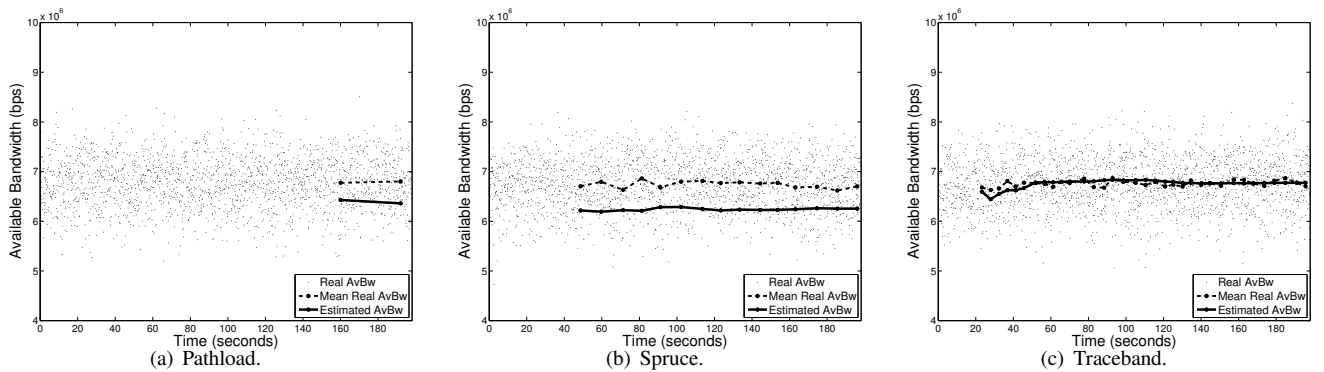 x 10^6
10
9
8
7
6
5
4
Available Bandwidth (bps)
0 20 40 60 80 100 120 140 160 180
Time (seconds)
Real AvBw
Mean Real AvBw
Estimated AvBw
(a) Pathload.
x 10^6
10
9
8
7
6
5
4
Available Bandwidth (bps)
0 20 40 60 80 100 120 140 160 180
Time (seconds)
Real AvBw
Mean Real AvBw
Estimated AvBw
(b) Spruce.
x 10^6
10
9
8
7
6
5
4
Available Bandwidth (bps)
0 20 40 60 80 100 120 140 160 180
Time (seconds)
Real AvBw
Mean Real AvBw
Estimated AvBw
(c) Traceband.